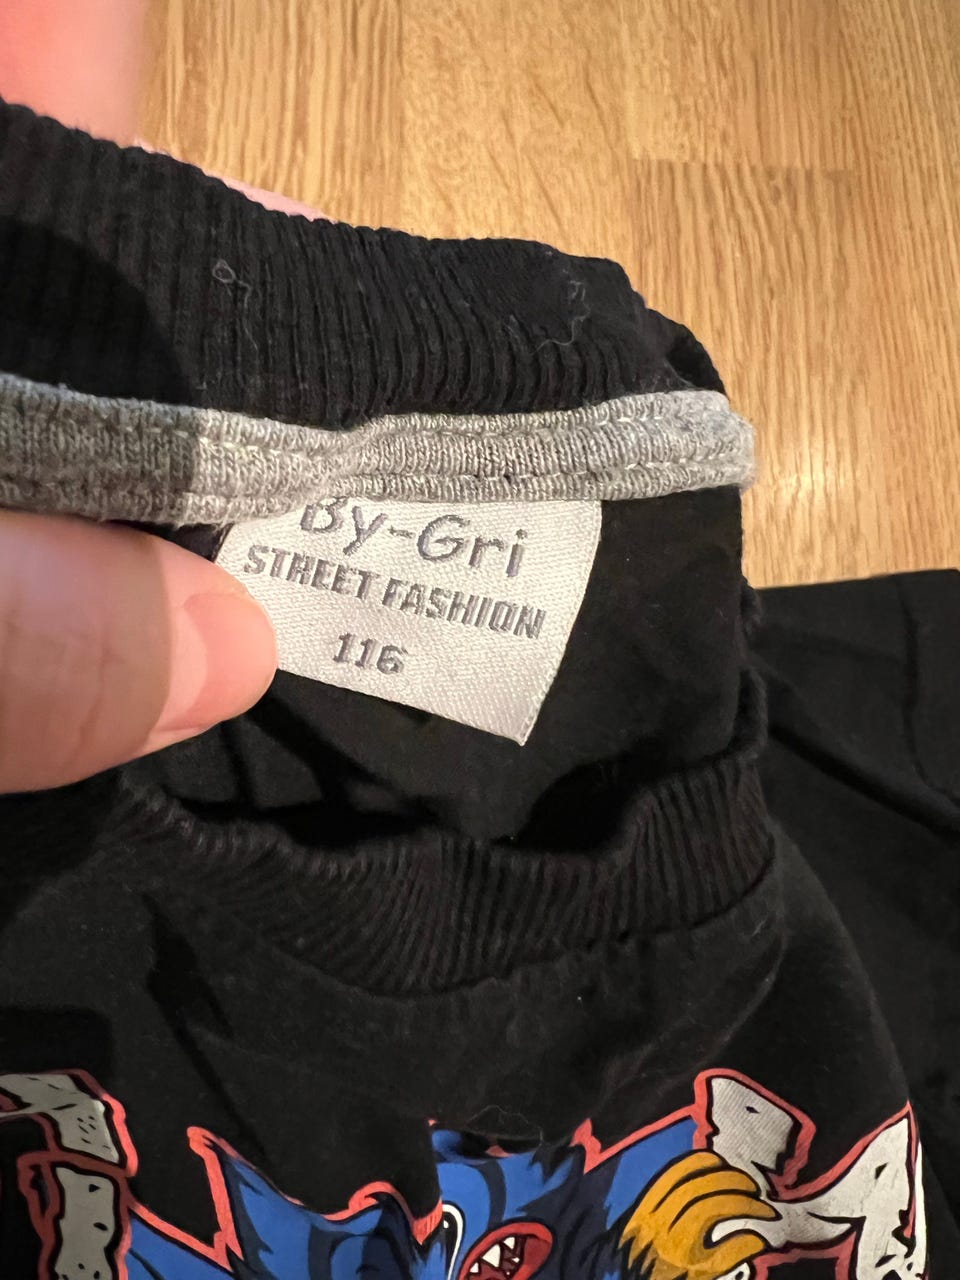 By-Gri
STREET FASHION
116